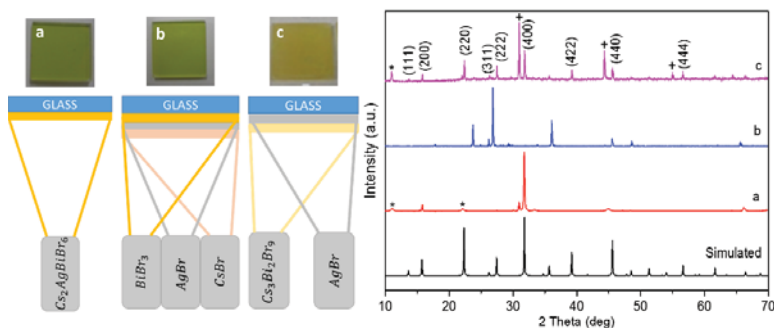 a
b
c
GLASS
GLASS
GLASS
Cs₂AgBiBr₆
BiBr₃
AgBr
CsBr
Cs₃Bi₂Br₉
AgBr
Intensity (a.u.)
* (111) (200) (220) (311) (222) + (400) (422) + (440) + (444)
c
b
a
* *
Simulated
10 20 30 40 50 60 70
2 Theta (deg)